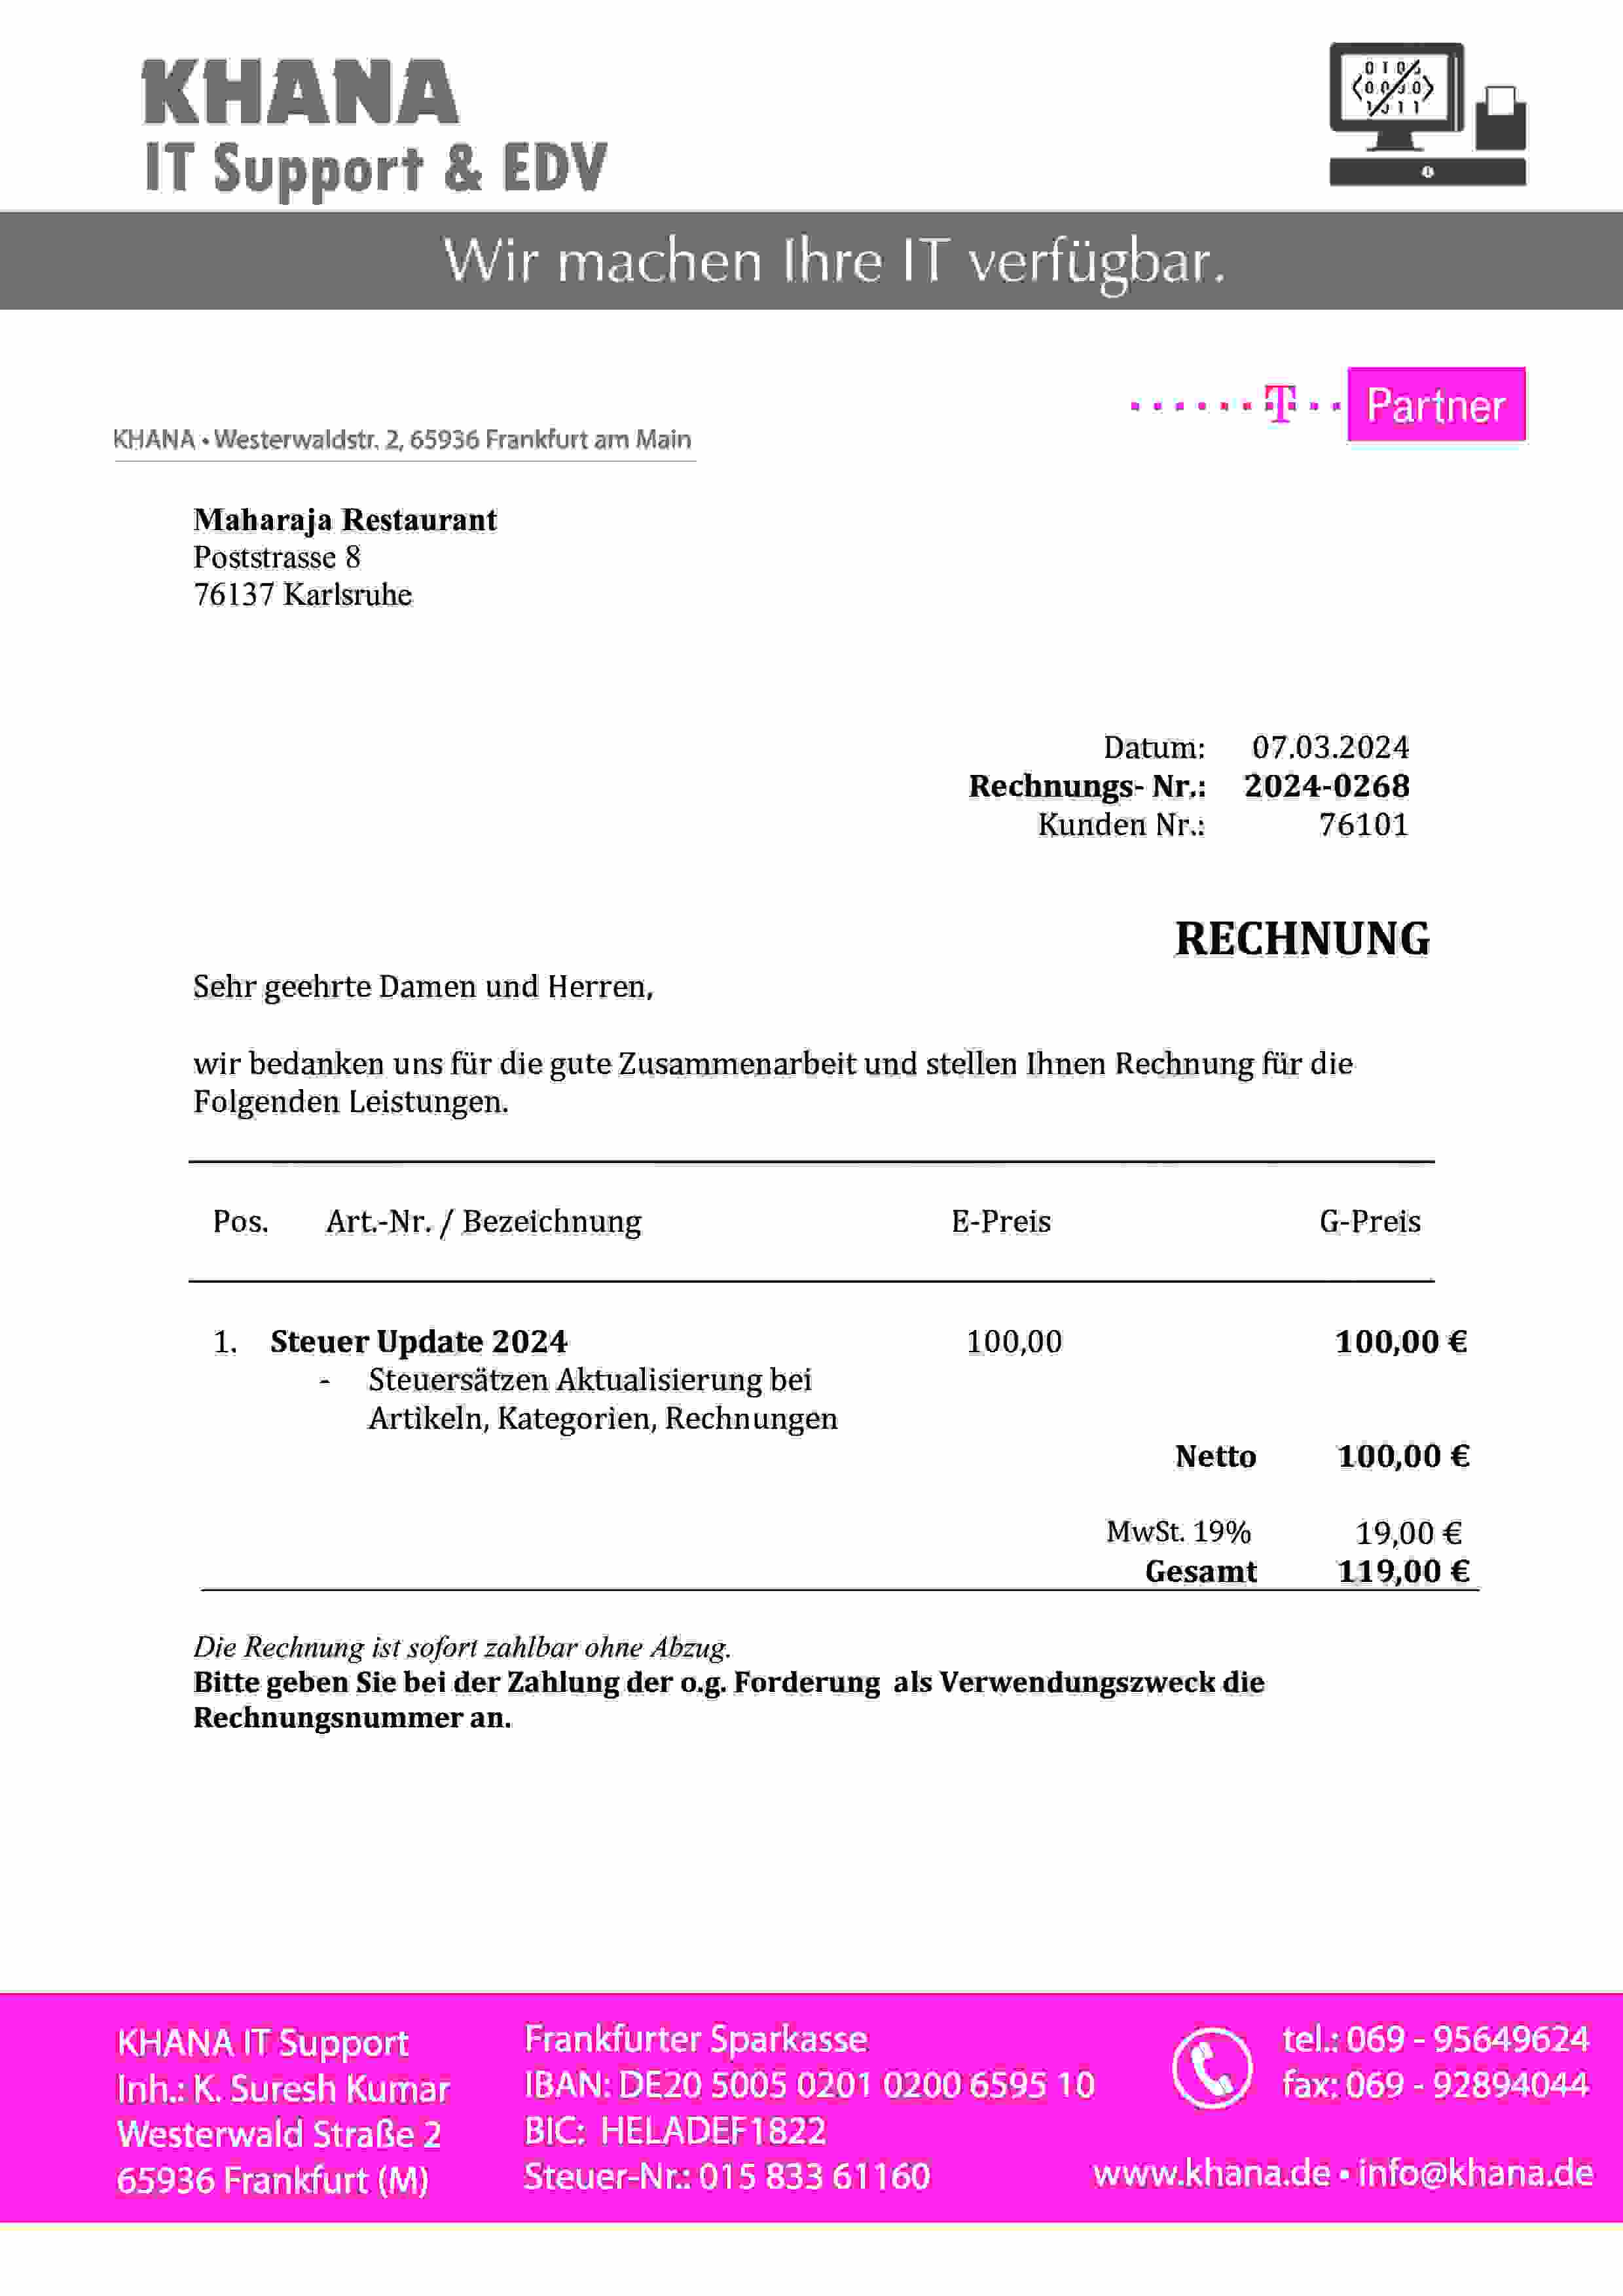 KHANA
IT Support & EDV
Wir machen Ihre IT verfügbar.
T Partner
KHANA • Westerwaldstr. 2, 65936 Frankfurt am Main
Maharaja Restaurant
Poststrasse 8
76137 Karlsruhe
Datum: 07.03.2024
Rechnungs- Nr.: 2024-0268
Kunden Nr.: 76101
RECHNUNG
Sehr geehrte Damen und Herren,
wir bedanken uns für die gute Zusammenarbeit und stellen Ihnen Rechnung für die
Folgenden Leistungen.
Pos. Art.-Nr. / Bezeichnung E-Preis G-Preis
1. Steuer Update 2024 100,00 100,00 €
- Steuersätzen Aktualisierung bei
Artikeln, Kategorien, Rechnungen
Netto 100,00 €
MwSt. 19% 19,00 €
Gesamt 119,00 €
Die Rechnung ist sofort zahlbar ohne Abzug.
Bitte geben Sie bei der Zahlung der o.g. Forderung als Verwendungszweck die
Rechnungsnummer an.
KHANA IT Support
Inh.: K. Suresh Kumar
Westerwald Straße 2
65936 Frankfurt (M)
Frankfurter Sparkasse
IBAN: DE20 5005 0201 0200 6595 10
BIC: HELADEF1822
Steuer-Nr.: 015 833 61160
tel.: 069 - 95649624
fax: 069 - 92894044
www.khana.de • info@khana.de